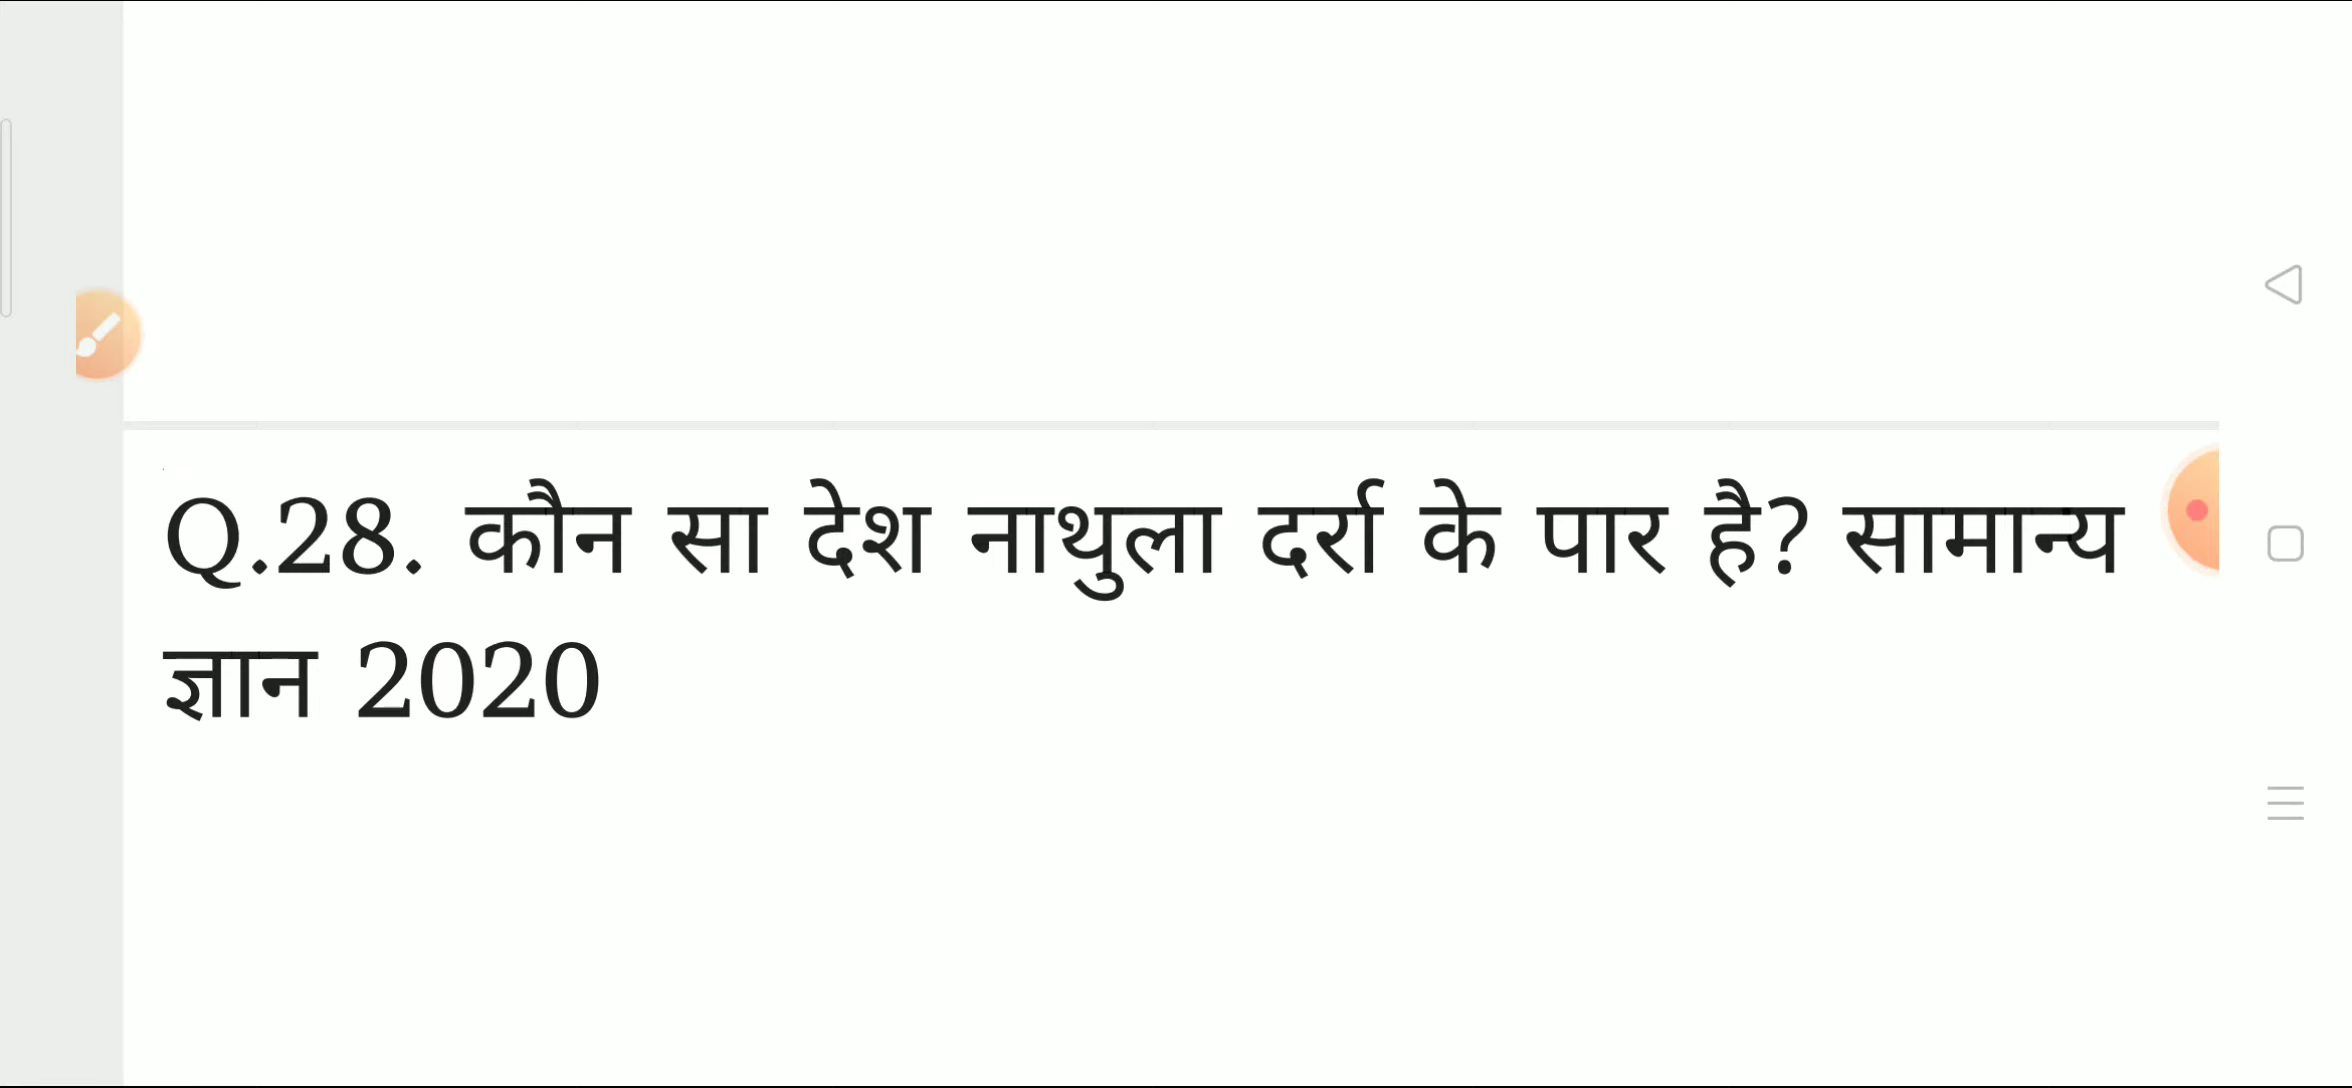 Q.28. कौन सा देश नाथुला दर्रा के पार है? सामान्य
ज्ञान 2020